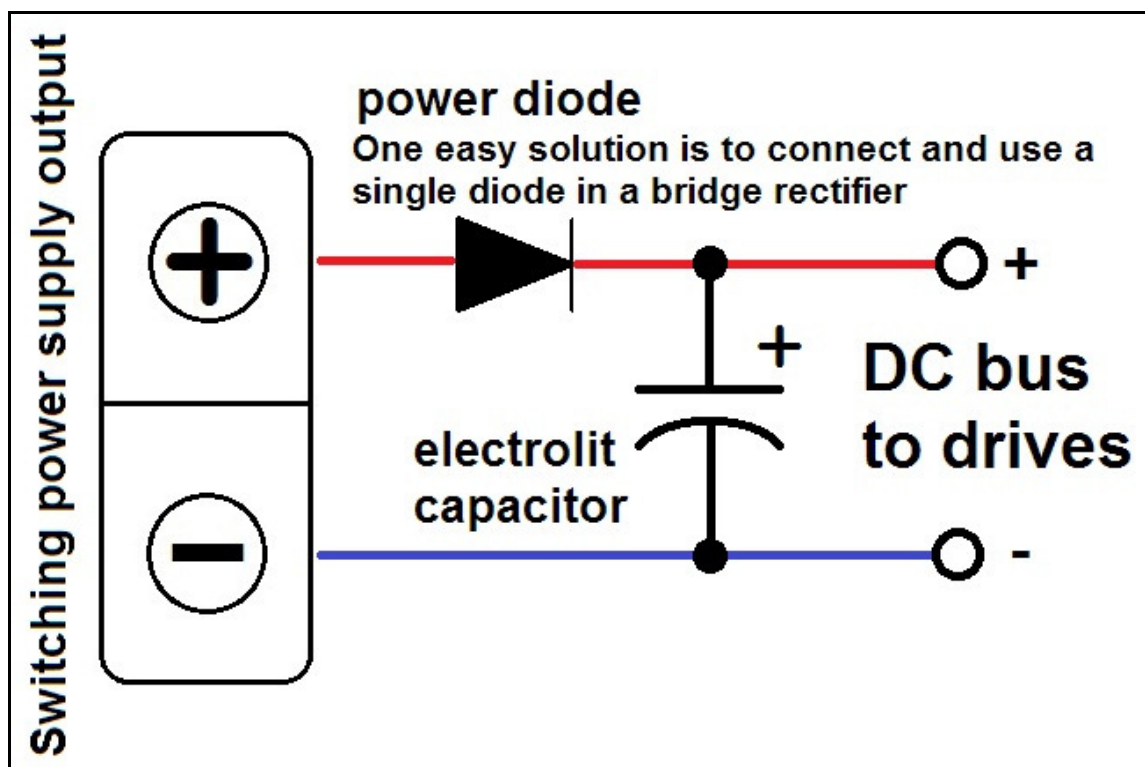 Switching power supply output
power diode
One easy solution is to connect and use a
single diode in a bridge rectifier
+
+
DC bus
to drives
electrolit
capacitor
-